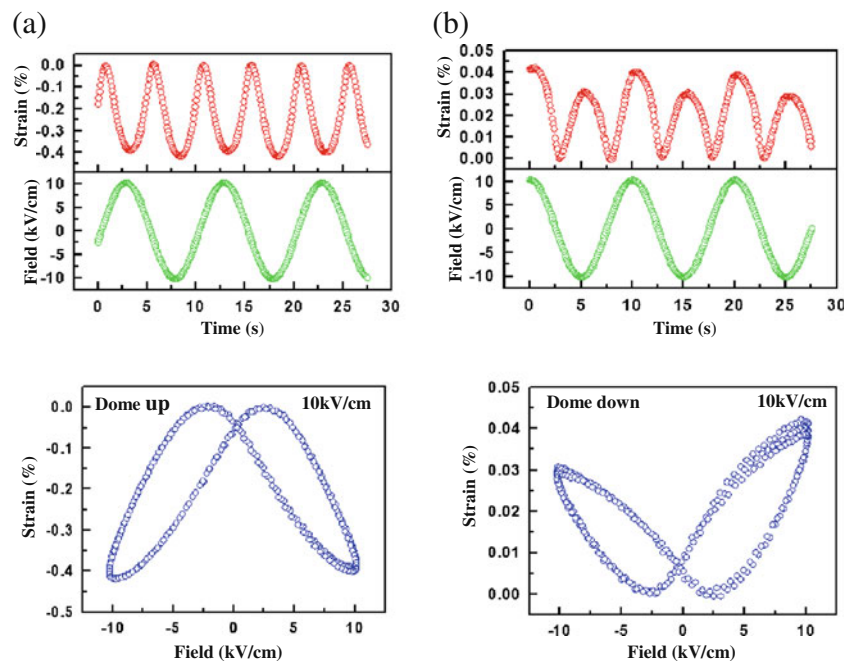 (a)
Strain (%)
0.0
-0.1
-0.2
-0.3
-0.4
Field (kV/cm)
10
5
0
-5
-10
0 5 10 15 20 25 30
Time (s)
(b)
Strain (%)
0.05
0.04
0.03
0.02
0.01
0.00
Field (kV/cm)
10
5
0
-5
-10
0 5 10 15 20 25 30
Time (s)
Dome up 10kV/cm
Strain (%)
0.0
-0.1
-0.2
-0.3
-0.4
-0.5
-10 -5 0 5 10
Field (kV/cm)
Dome down 10kV/cm
Strain (%)
0.05
0.04
0.03
0.02
0.01
0.00
-10 -5 0 5 10
Field (kV/cm)